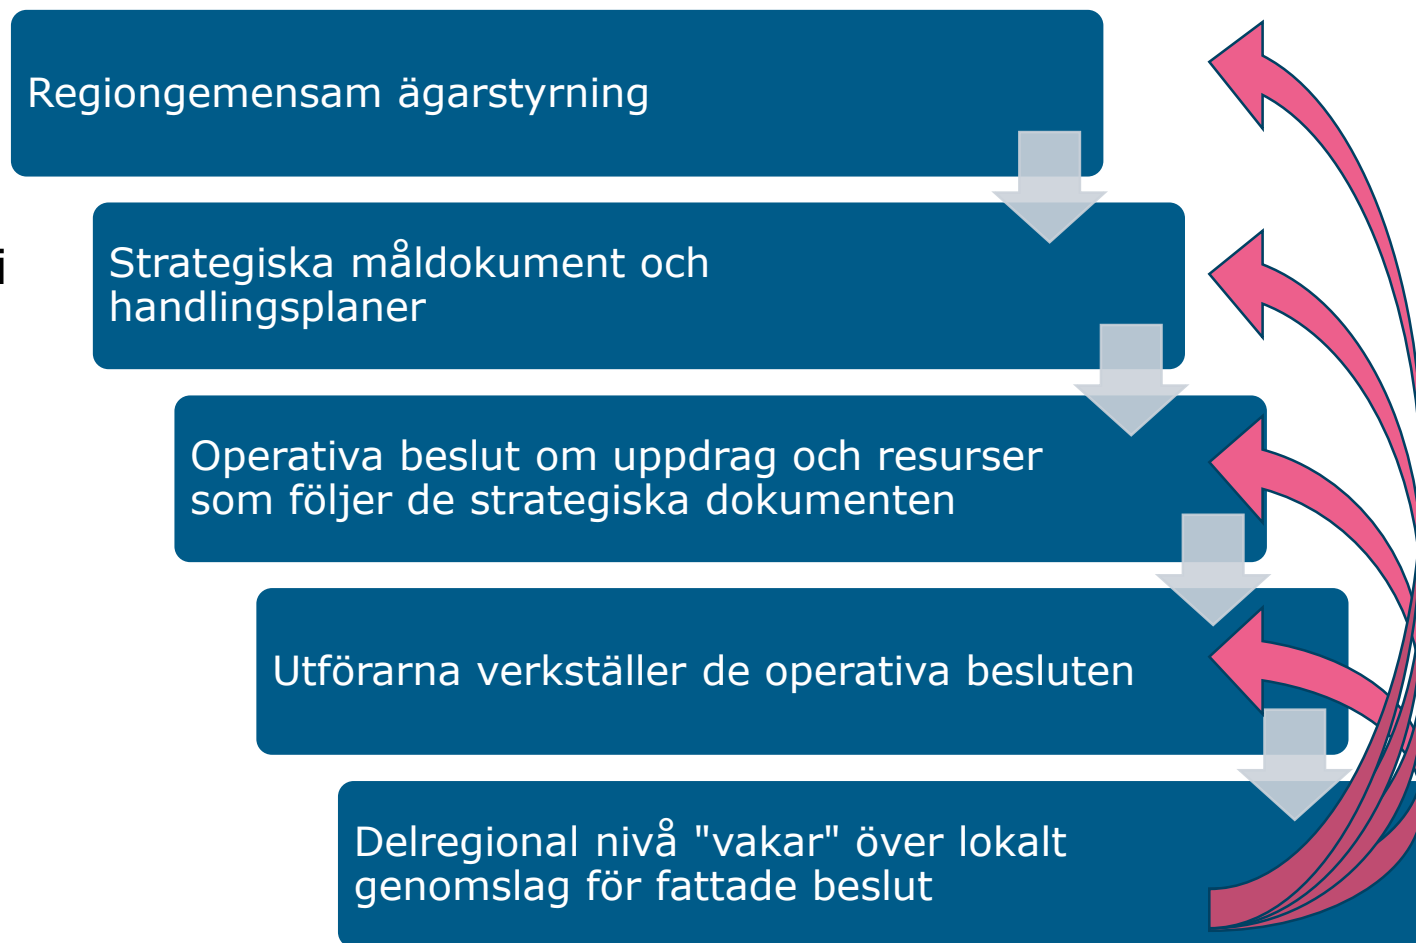 Regiongemensam ägarstyrning
i
Strategiska måldokument och
handlingsplaner
Operativa beslut om uppdrag och resurser
som följer de strategiska dokumenten
Utförarna verkställer de operativa besluten
Delregional nivå "vakar" över lokalt
genomslag för fattade beslut